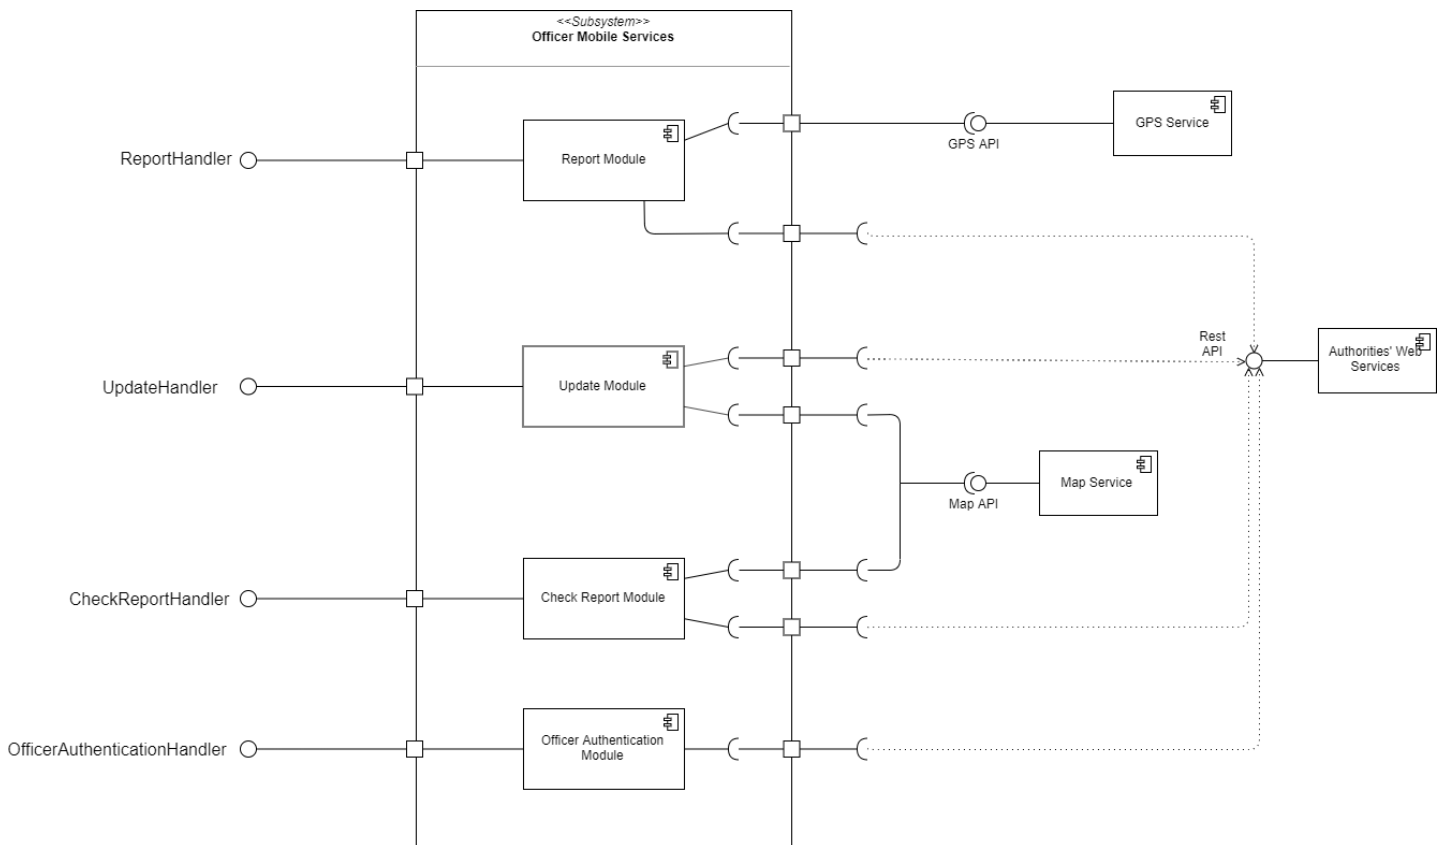 <<Subsystem>>
Officer Mobile Services
GPS Service
GPS API
ReportHandler
Report Module
Rest
API
Authorities' Web
Services
UpdateHandler
Update Module
Map Service
Map API
CheckReportHandler
Check Report Module
OfficerAuthenticationHandler
Officer Authentication
Module